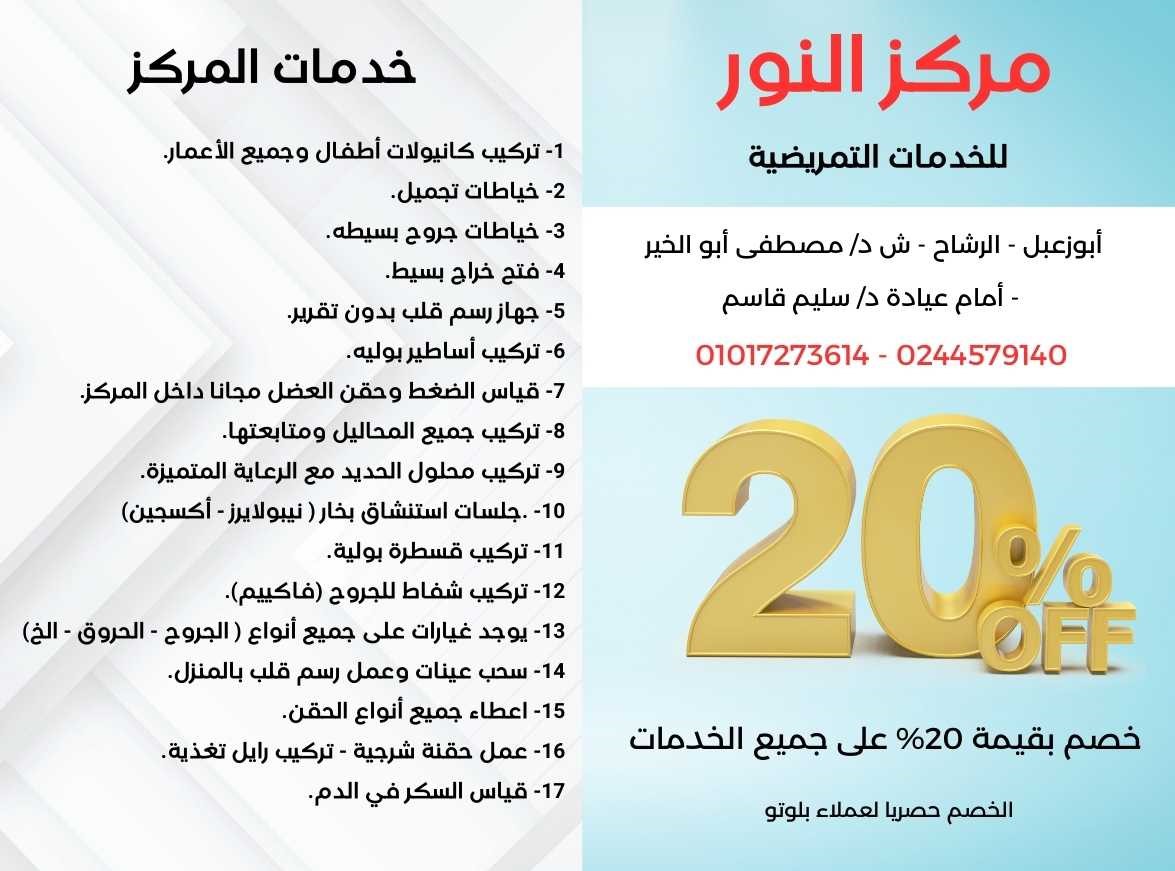 مركز النور
للخدمات التمريضية
أبوزعبل - الرشاح - ش د/ مصطفى أبو الخير
- أمام عيادة د/ سليم قاسم
01017273614 - 0244579140
20%
OFF
خصم بقيمة 20% على جميع الخدمات
الخصم حصريا لعملاء بلوتو
خدمات المركز
1- تركيب كانيولات أطفال وجميع الأعمار.
2- خياطات تجميل.
3- خياطات جروح بسيطه.
4- فتح خراج بسيط.
5- جهاز رسم قلب بدون تقرير.
6- تركيب أساطير بوليه.
7- قياس الضغط وحقن العضل مجانا داخل المركز.
8- تركيب جميع المحاليل ومتابعتها.
9- تركيب محلول الحديد مع الرعاية المتميزة.
10- .جلسات استنشاق بخار ( نيبولايرز - أكسجين)
11- تركيب قسطرة بولية.
12- تركيب شفاط للجروح (فاكييم).
13- يوجد غيارات على جميع أنواع ( الجروح - الحروق - الخ)
14- سحب عينات وعمل رسم قلب بالمنزل.
15- اعطاء جميع أنواع الحقن.
16- عمل حقنة شرجية - تركيب رايل تغذية.
17- قياس السكر في الدم.